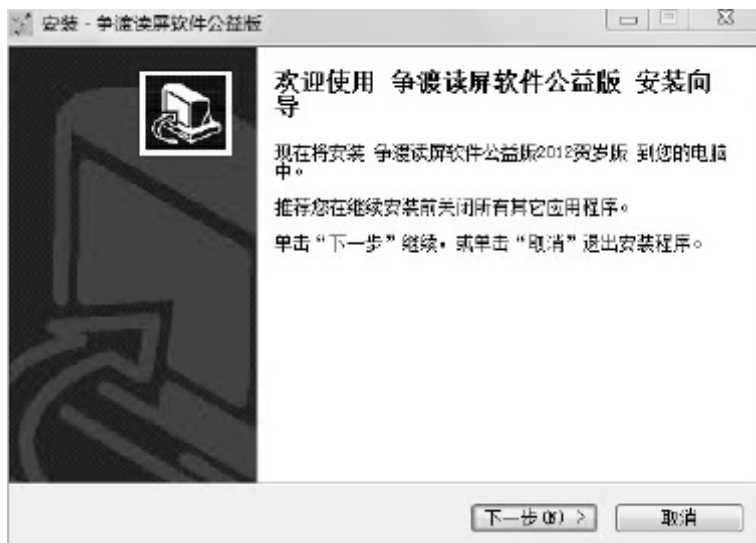 安装 - 争渡读屏软件公益版
欢迎使用 争渡读屏软件公益版 安装向
导
现在将安装 争渡读屏软件公益版2012贺岁版 到您的电脑
中。
推荐您在继续安装前关闭所有其它应用程序。
单击“下一步”继续，或单击“取消”退出安装程序。
下一步(N) >
取消